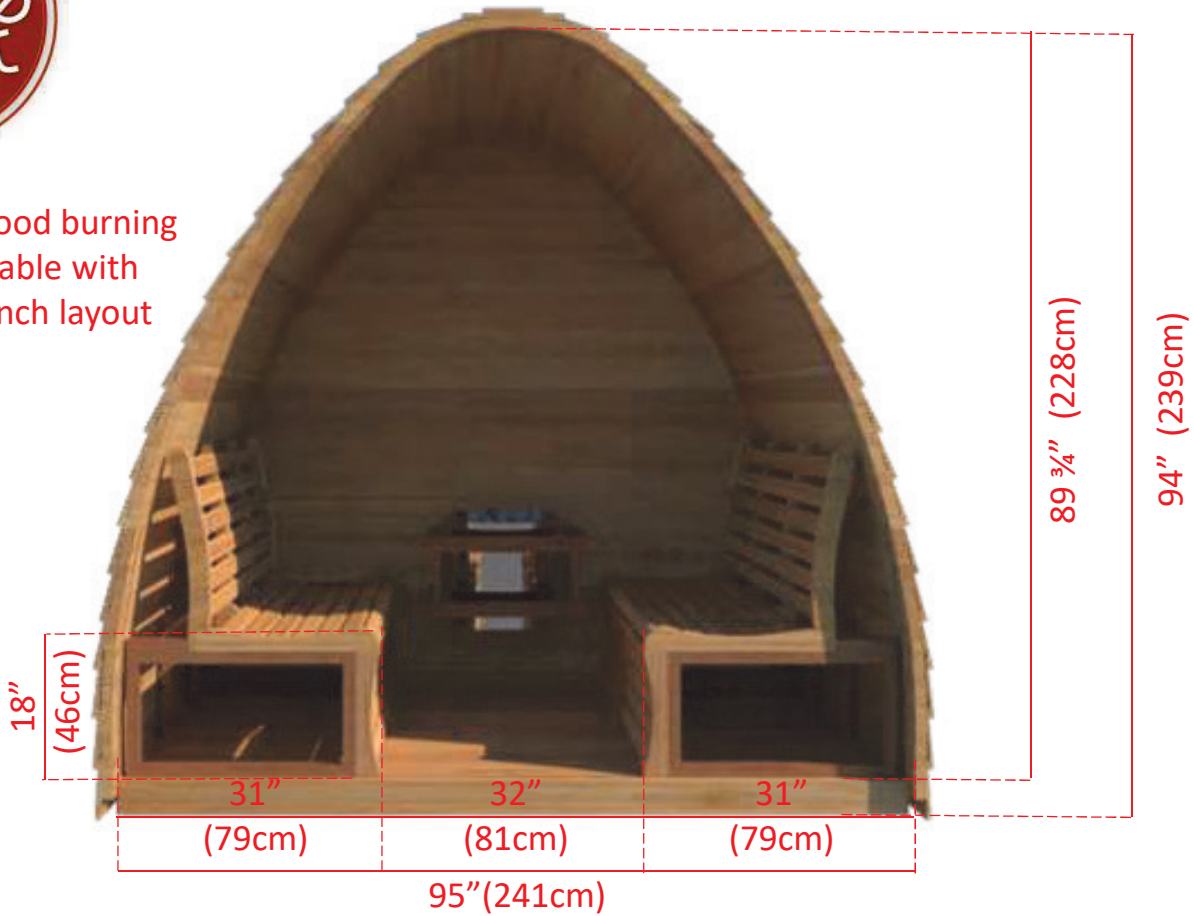 ood burning
able with
nch layout
89 ¾” (228cm)
94” (239cm)
18”
(46cm)
31”
32”
31”
(79cm)
(81cm)
(79cm)
95”(241cm)